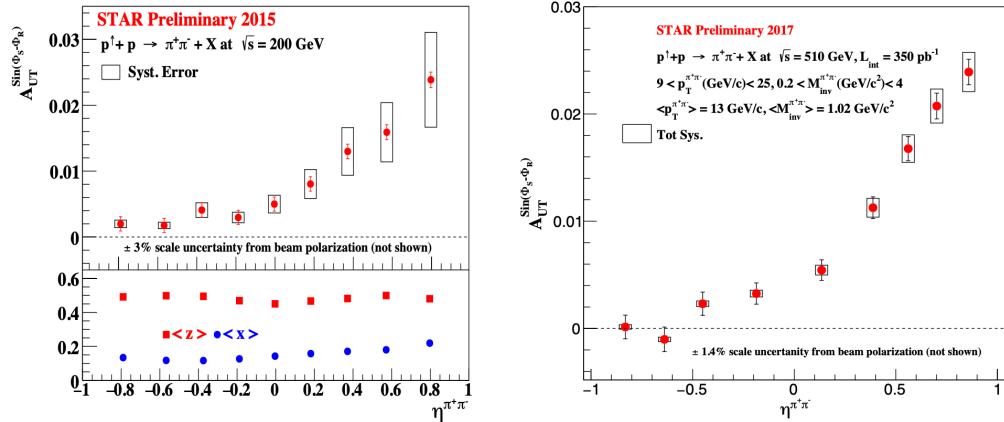 STAR Preliminary 2015
p↑+ p → π⁺π⁻ + X at √s = 200 GeV
Syst. Error
A_UT^Sin(Φ_S-Φ_R)
0.03
0.02
0.01
0
± 3% scale uncertainty from beam polarization (not shown)
0.6
0.4
0.2
0
<z> <x>
−1 −0.8 −0.6 −0.4 −0.2 0 0.2 0.4 0.6 0.8 1
η^π⁺π⁻
STAR Preliminary 2017
p↑+p → π⁺π⁻+ X at √s = 510 GeV, L_int = 350 pb⁻¹
9 < p_T^π⁺π⁻(GeV/c) < 25, 0.2 < M_inv^π⁺π⁻(GeV/c²) < 4
<p_T^π⁺π⁻> = 13 GeV/c, <M_inv^π⁺π⁻> = 1.02 GeV/c²
Tot Sys.
A_UT^Sin(Φ_S-Φ_R)
0.03
0.02
0.01
0
± 1.4% scale uncertanity from beam polarization (not shown)
−1 −0.5 0 0.5 1
η^π⁺π⁻